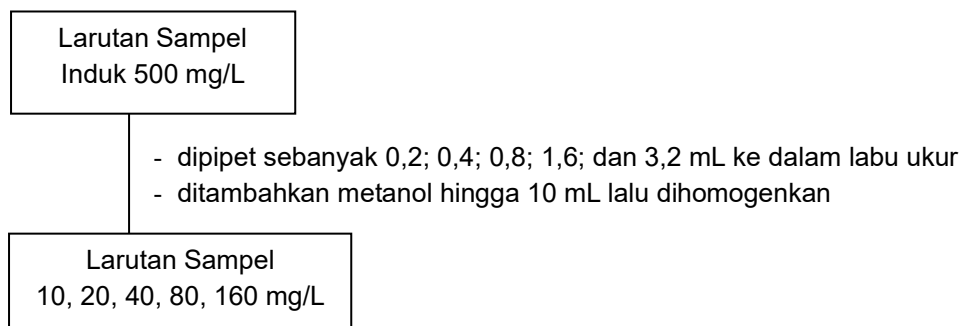 Larutan Sampel
Induk 500 mg/L
- dipipet sebanyak 0,2; 0,4; 0,8; 1,6; dan 3,2 mL ke dalam labu ukur
- ditambahkan metanol hingga 10 mL lalu dihomogenkan
Larutan Sampel
10, 20, 40, 80, 160 mg/L